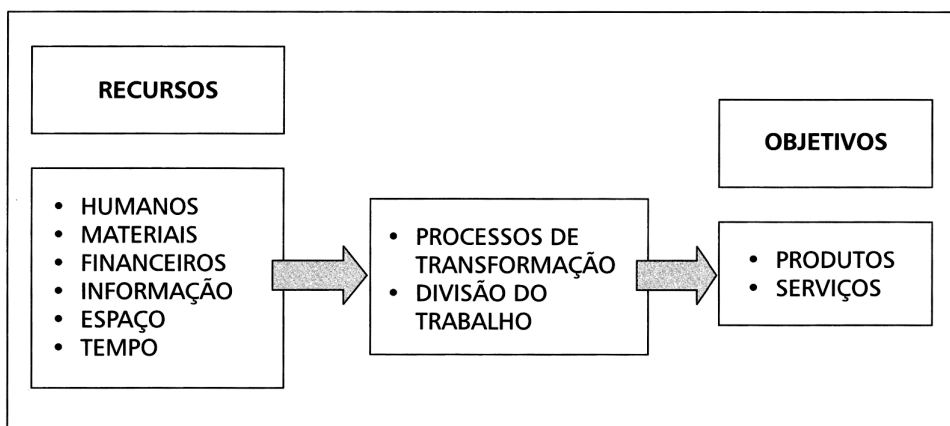 RECURSOS
• HUMANOS
• MATERIAIS
• FINANCEIROS
• INFORMAÇÃO
• ESPAÇO
• TEMPO
• PROCESSOS DE
TRANSFORMAÇÃO
• DIVISÃO DO
TRABALHO
OBJETIVOS
• PRODUTOS
• SERVIÇOS